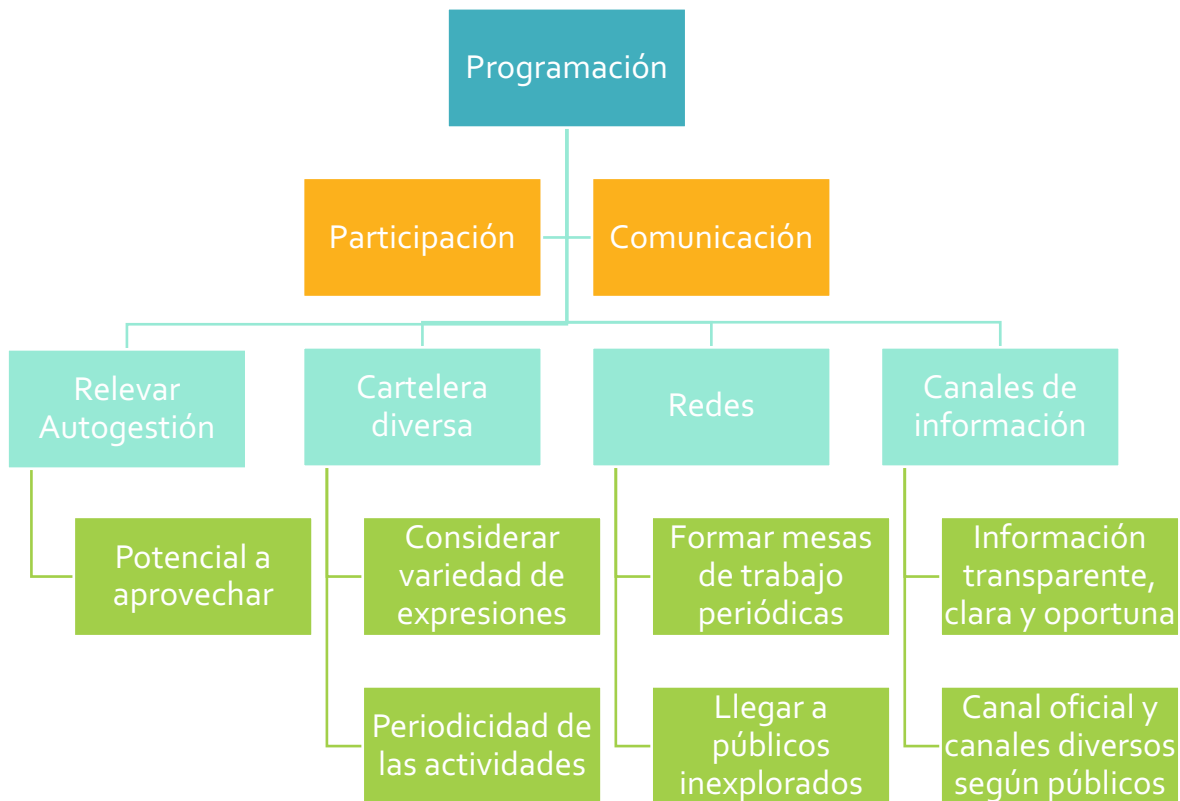 Programación
Participación
Comunicación
Relevar
Autogestión
Cartelera
diversa
Redes
Canales de
información
Potencial a
aprovechar
Considerar
variedad de
expresiones
Periodicidad de
las actividades
Formar mesas
de trabajo
periódicas
Llegar a
públicos
inexplorados
Información
transparente,
clara y oportuna
Canal oficial y
canales diversos
según públicos